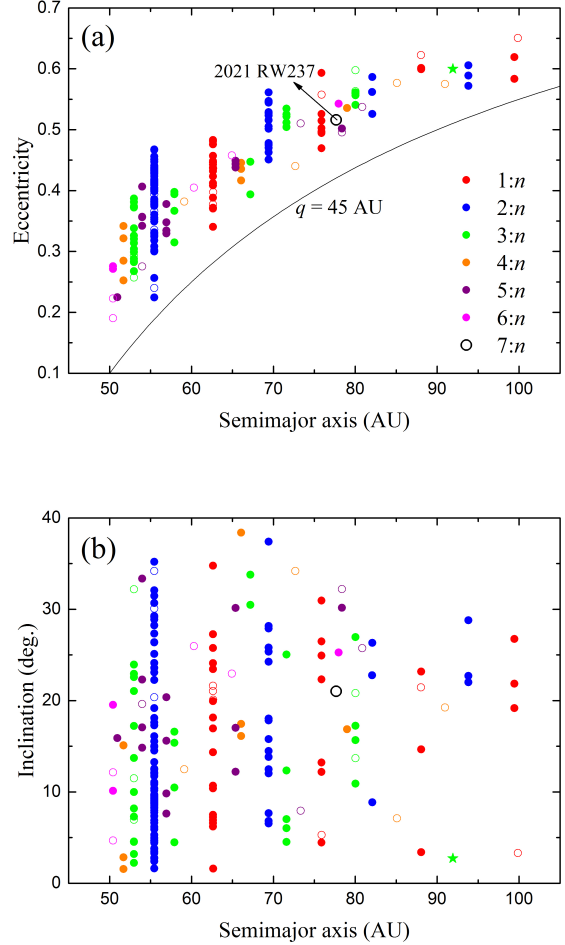 (a)
0.6
0.5
0.4
0.3
0.2
0.1
Eccentricity
2021 RW237
q = 45 AU
1:n
2:n
3:n
4:n
5:n
6:n
7:n
50 60 70 80 90 100
Semimajor axis (AU)
(b)
40
30
20
10
0
Inclination (deg.)
50 60 70 80 90 100
Semimajor axis (AU)